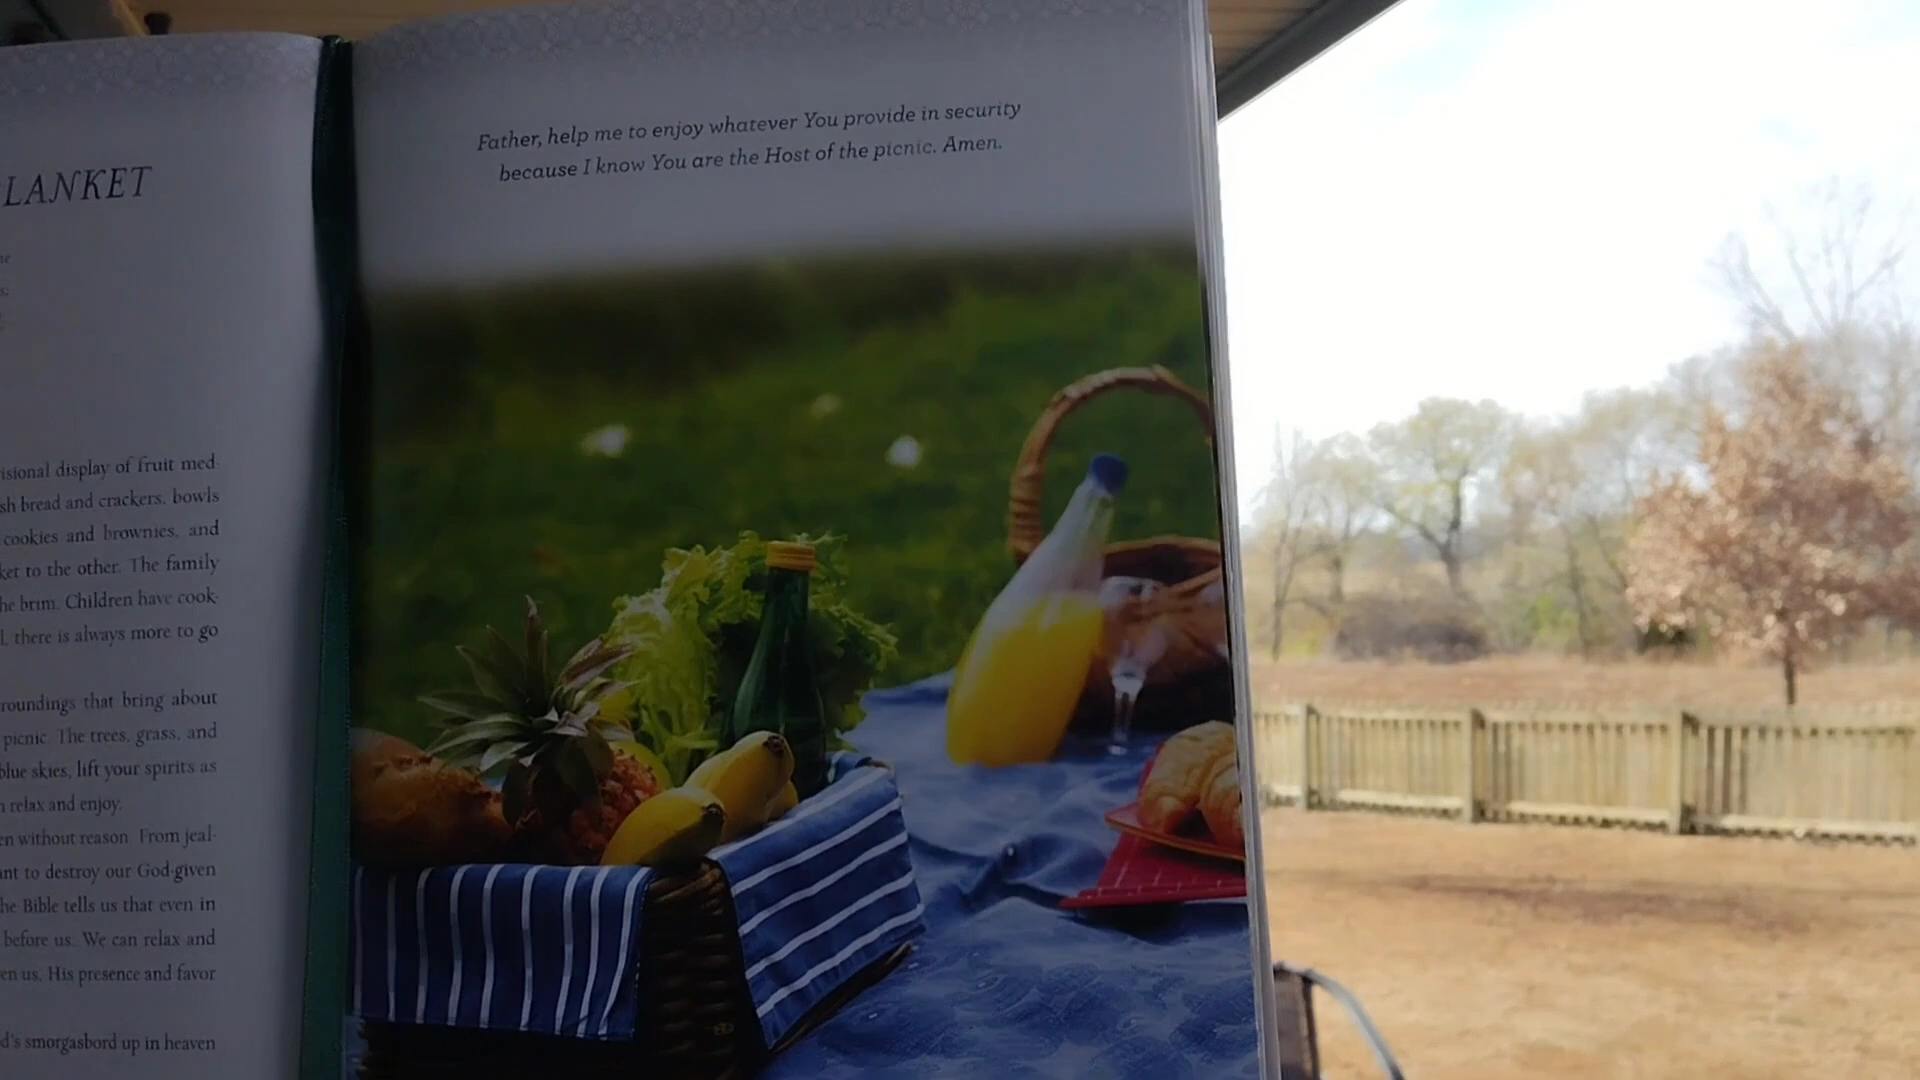 LANKET
isional display of fruit med-
sh bread and crackers, bowls
cookies and brownies, and
ket to the other. The family
he brim. Children have cook-
l, there is always more to go
roundings that bring about
picnic. The trees, grass, and
blue skies, lift your spirits as
n relax and enjoy.
en without reason. From jeal-
ant to destroy our God-given
he Bible tells us that even in
before us. We can relax and
en us, His presence and favor
d's smorgasbord up in heaven
Father, help me to enjoy whatever You provide in security
because I know You are the Host of the picnic. Amen.